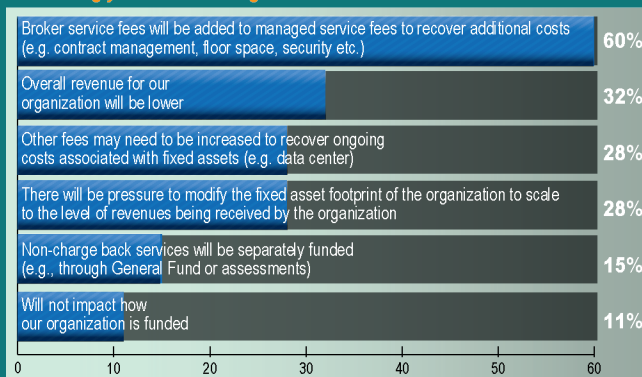 Broker service fees will be added to managed service fees to recover additional costs
(e.g. contract management, floor space, security etc.)
60%
Overall revenue for our
organization will be lower
32%
Other fees may need to be increased to recover ongoing
costs associated with fixed assets (e.g. data center)
28%
There will be pressure to modify the fixed asset footprint of the organization to scale
to the level of revenues being received by the organization
28%
Non-charge back services will be separately funded
(e.g., through General Fund or assessments)
15%
Will not impact how
our organization is funded
11%
0 10 20 30 40 50 60